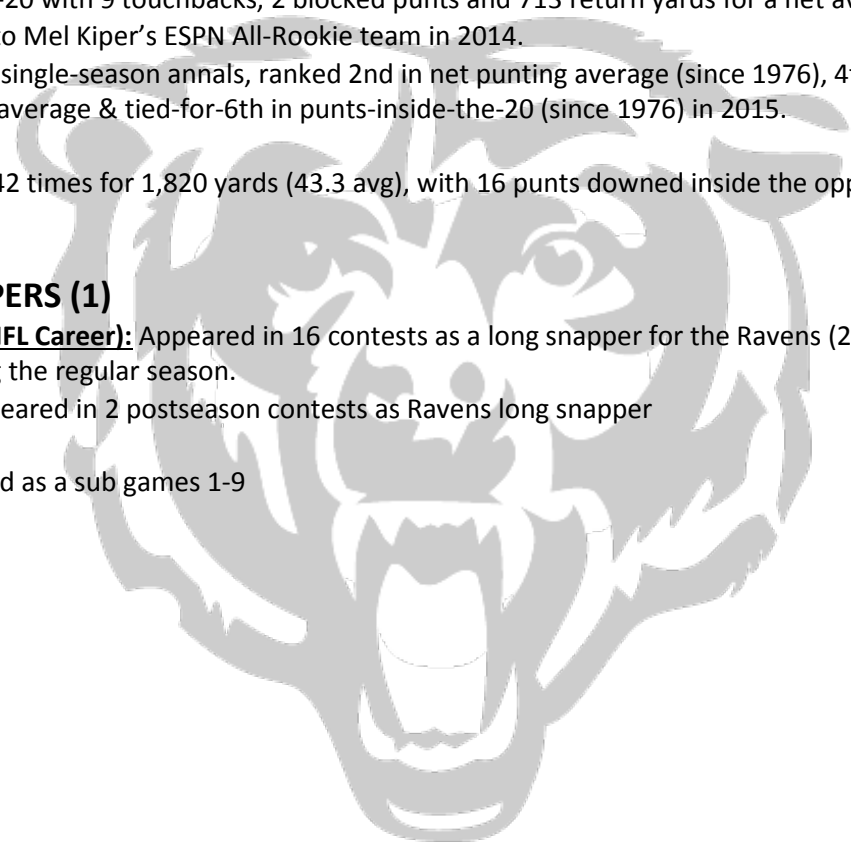 -20 with 9 touchbacks, 2 blocked punts and 713 return yards for a net av
to Mel Kiper's ESPN All-Rookie team in 2014.
single-season annals, ranked 2nd in net punting average (since 1976), 4
average & tied-for-6th in punts-inside-the-20 (since 1976) in 2015.
42 times for 1,820 yards (43.3 avg), with 16 punts downed inside the opp
PERS (1)
NFL Career): Appeared in 16 contests as a long snapper for the Ravens (2
the regular season.
eared in 2 postseason contests as Ravens long snapper
d as a sub games 1-9